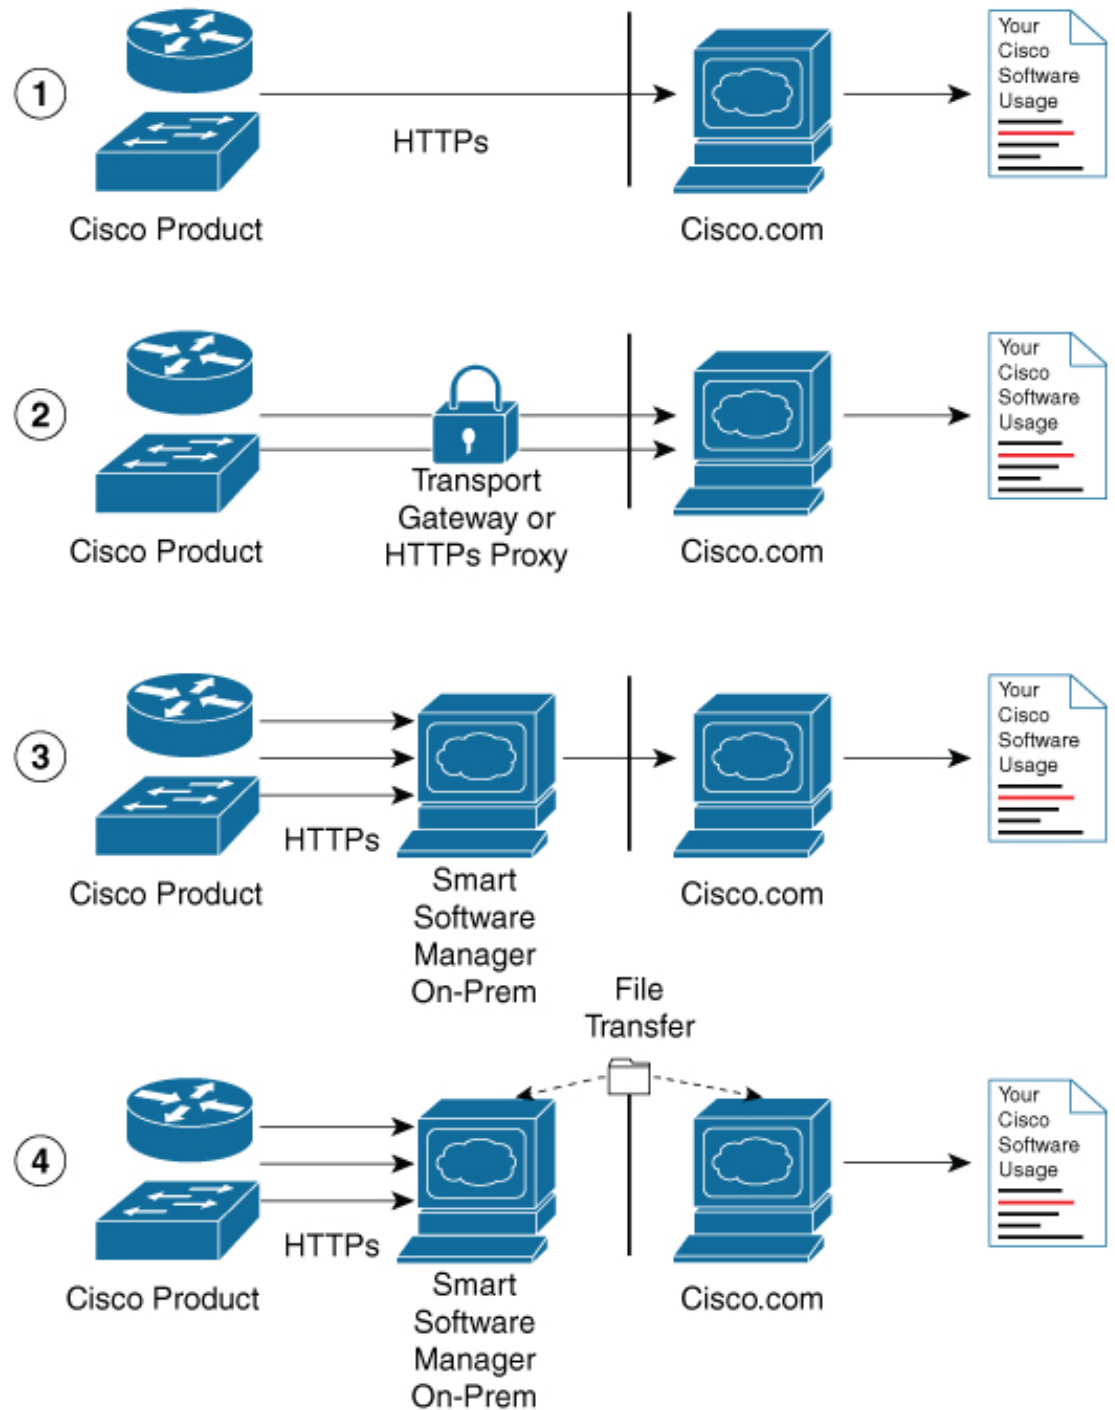 1
Your
Cisco
Software
Usage
HTTPs
Cisco Product
Cisco.com
2
Your
Cisco
Software
Usage
Transport
Gateway or
HTTPs Proxy
Cisco Product
Cisco.com
3
Your
Cisco
Software
Usage
HTTPs
Cisco Product
Smart
Software
Manager
On-Prem
Cisco.com
File
Transfer
4
Your
Cisco
Software
Usage
HTTPs
Cisco Product
Smart
Software
Manager
On-Prem
Cisco.com